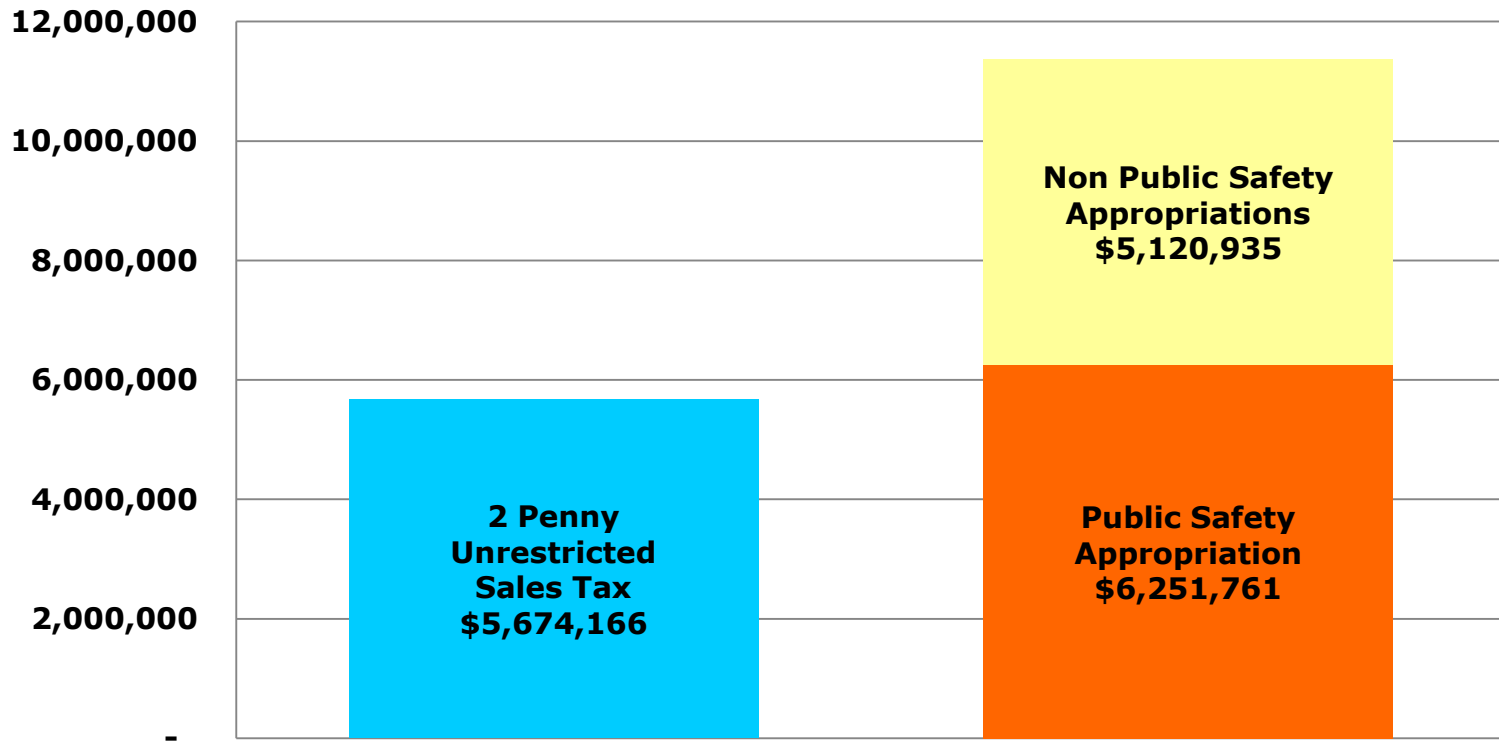 12,000,000
10,000,000
8,000,000
6,000,000
4,000,000
2,000,000
-
2 Penny
Unrestricted
Sales Tax
$5,674,166
Non Public Safety
Appropriations
$5,120,935
Public Safety
Appropriation
$6,251,761